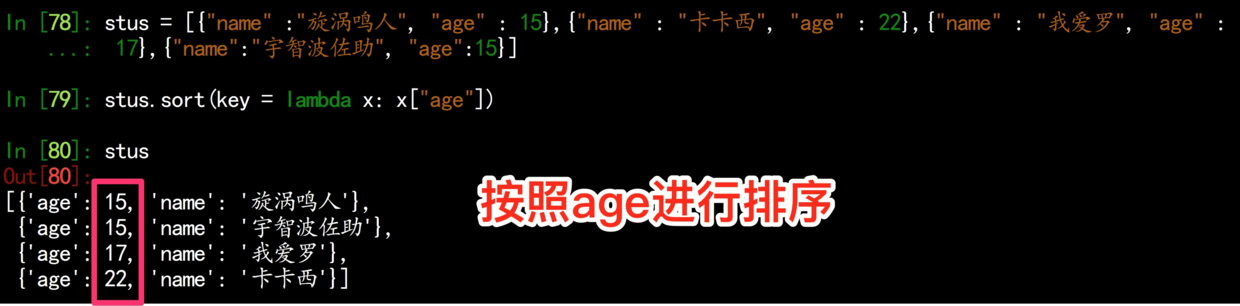 In [78]: stus = [{"name" :"旋涡鸣人", "age" : 15},{"name" : "卡卡西", "age" : 22},{"name" : "我爱罗", "age" :
...: 17},{"name":"宇智波佐助", "age":15}]
In [79]: stus.sort(key = lambda x: x["age"])
In [80]: stus
Out[80]:
[{'age': 15, 'name': '旋涡鸣人'},
{'age': 15, 'name': '宇智波佐助'},
{'age': 17, 'name': '我爱罗'},
{'age': 22, 'name': '卡卡西'}]
按照age进行排序